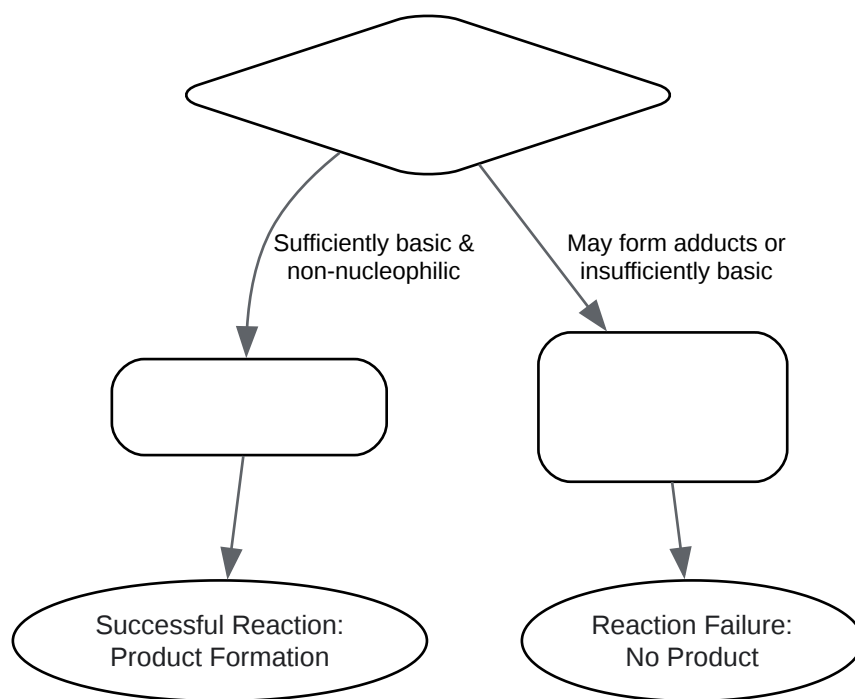 Sufficiently basic &
non-nucleophilic
May form adducts or
insufficiently basic
Successful Reaction:
Product Formation
Reaction Failure:
No Product